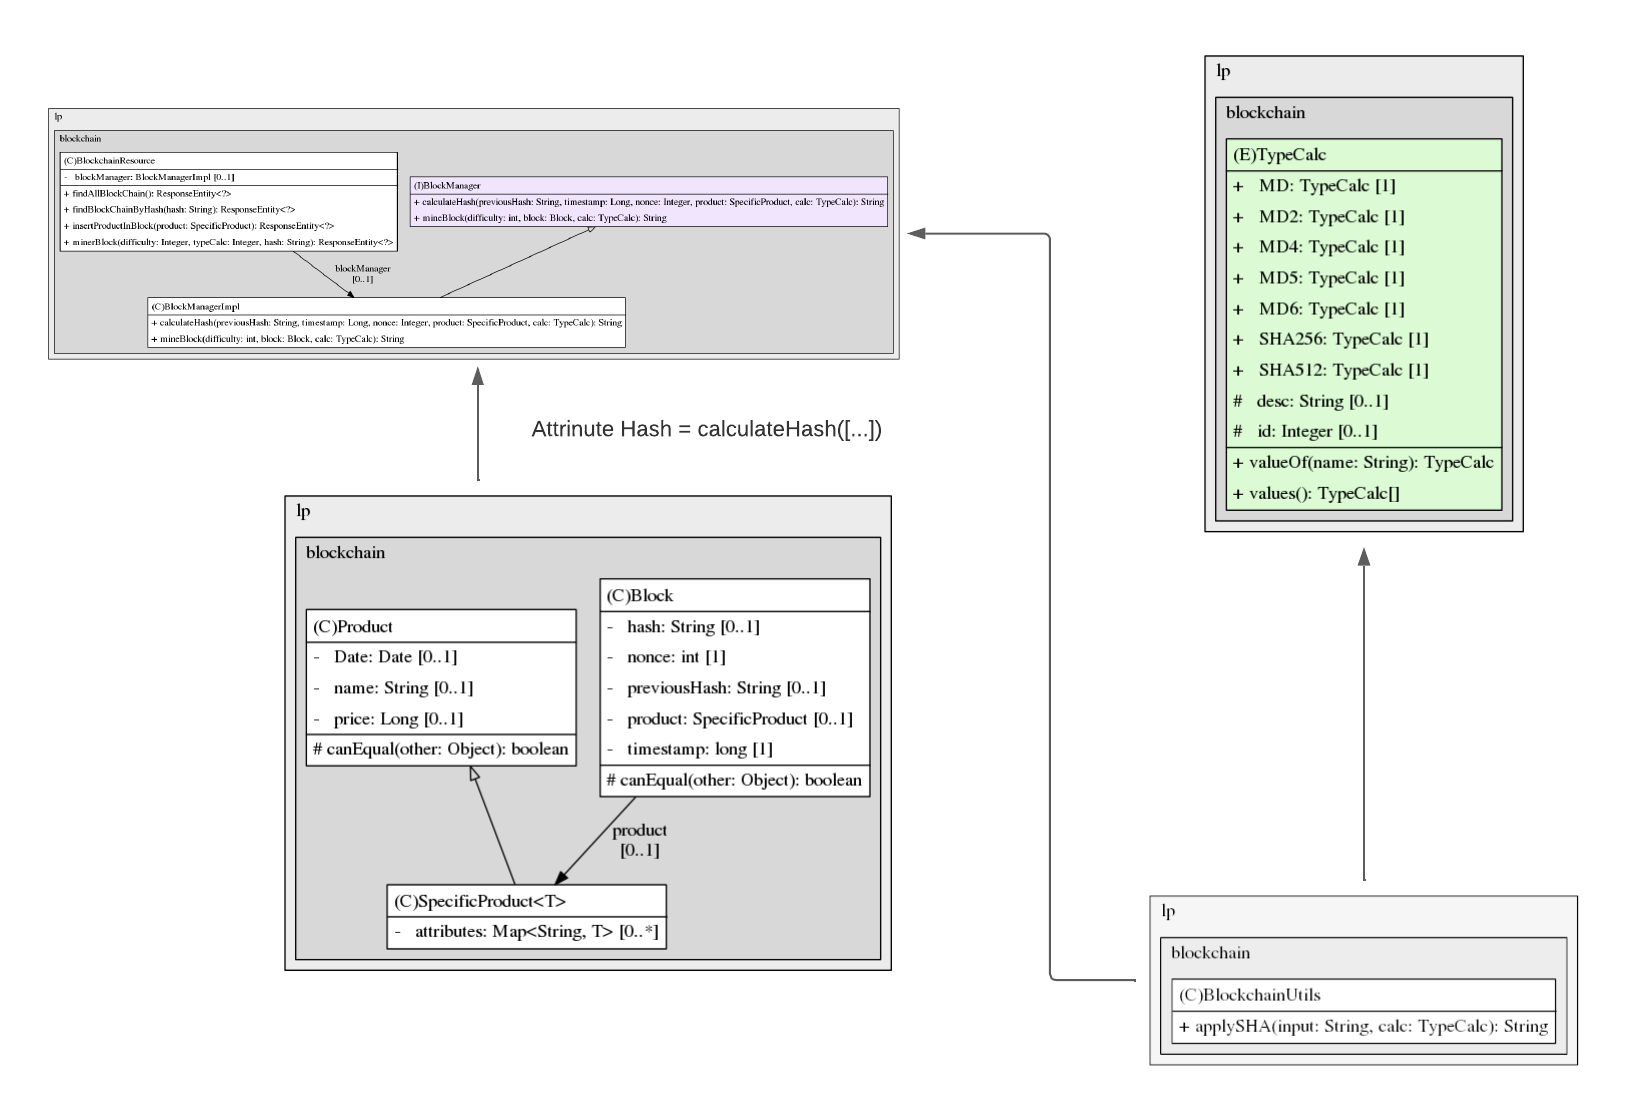 lp
blockchain
(C)BlockchainResource
- blockManager: BlockManagerImpl [0..1]
+ findAllBlockChain(): ResponseEntity<?>
+ findBlockChainByHash(hash: String): ResponseEntity<?>
+ insertProductInBlock(product: SpecificProduct): ResponseEntity<?>
+ minerBlock(difficulty: Integer, typeCalc: Integer, hash: String): ResponseEntity<?>
(I)BlockManager
+ calculateHash(previousHash: String, timestamp: Long, nonce: Integer, product: SpecificProduct, calc: TypeCalc): String
+ mineBlock(difficulty: int, block: Block, calc: TypeCalc): String
blockManager
[0..1]
(C)BlockManagerImpl
+ calculateHash(previousHash: String, timestamp: Long, nonce: Integer, product: SpecificProduct, calc: TypeCalc): String
+ mineBlock(difficulty: int, block: Block, calc: TypeCalc): String
lp
blockchain
(E)TypeCalc
+ MD: TypeCalc [1]
+ MD2: TypeCalc [1]
+ MD4: TypeCalc [1]
+ MD5: TypeCalc [1]
+ MD6: TypeCalc [1]
+ SHA256: TypeCalc [1]
+ SHA512: TypeCalc [1]
# desc: String [0..1]
# id: Integer [0..1]
+ valueOf(name: String): TypeCalc
+ values(): TypeCalc[]
Attrinute Hash = calculateHash([...])
lp
blockchain
(C)Product
- Date: Date [0..1]
- name: String [0..1]
- price: Long [0..1]
# canEqual(other: Object): boolean
(C)Block
- hash: String [0..1]
- nonce: int [1]
- previousHash: String [0..1]
- product: SpecificProduct [0..1]
- timestamp: long [1]
# canEqual(other: Object): boolean
product
[0..1]
(C)SpecificProduct<T>
- attributes: Map<String, T> [0..*]
lp
blockchain
(C)BlockchainUtils
+ applySHA(input: String, calc: TypeCalc): String